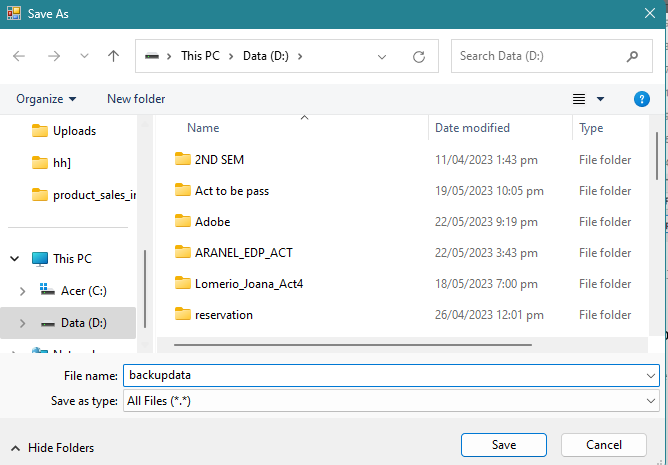 Save As
This PC > Data (D:) >
Search Data (D:)
Organize
New folder
Uploads
hh]
product_sales_in
This PC
Acer (C:)
Data (D:)
Name Date modified Type
2ND SEM 11/04/2023 1:43 pm File folder
Act to be pass 19/05/2023 10:05 pm File folder
Adobe 22/05/2023 9:19 pm File folder
ARANEL_EDP_ACT 22/05/2023 3:43 pm File folder
Lomerio_Joana_Act4 18/05/2023 7:00 pm File folder
reservation 26/04/2023 12:01 pm File folder
File name: backupdata
Save as type: All Files (*.*)
Hide Folders
Save
Cancel